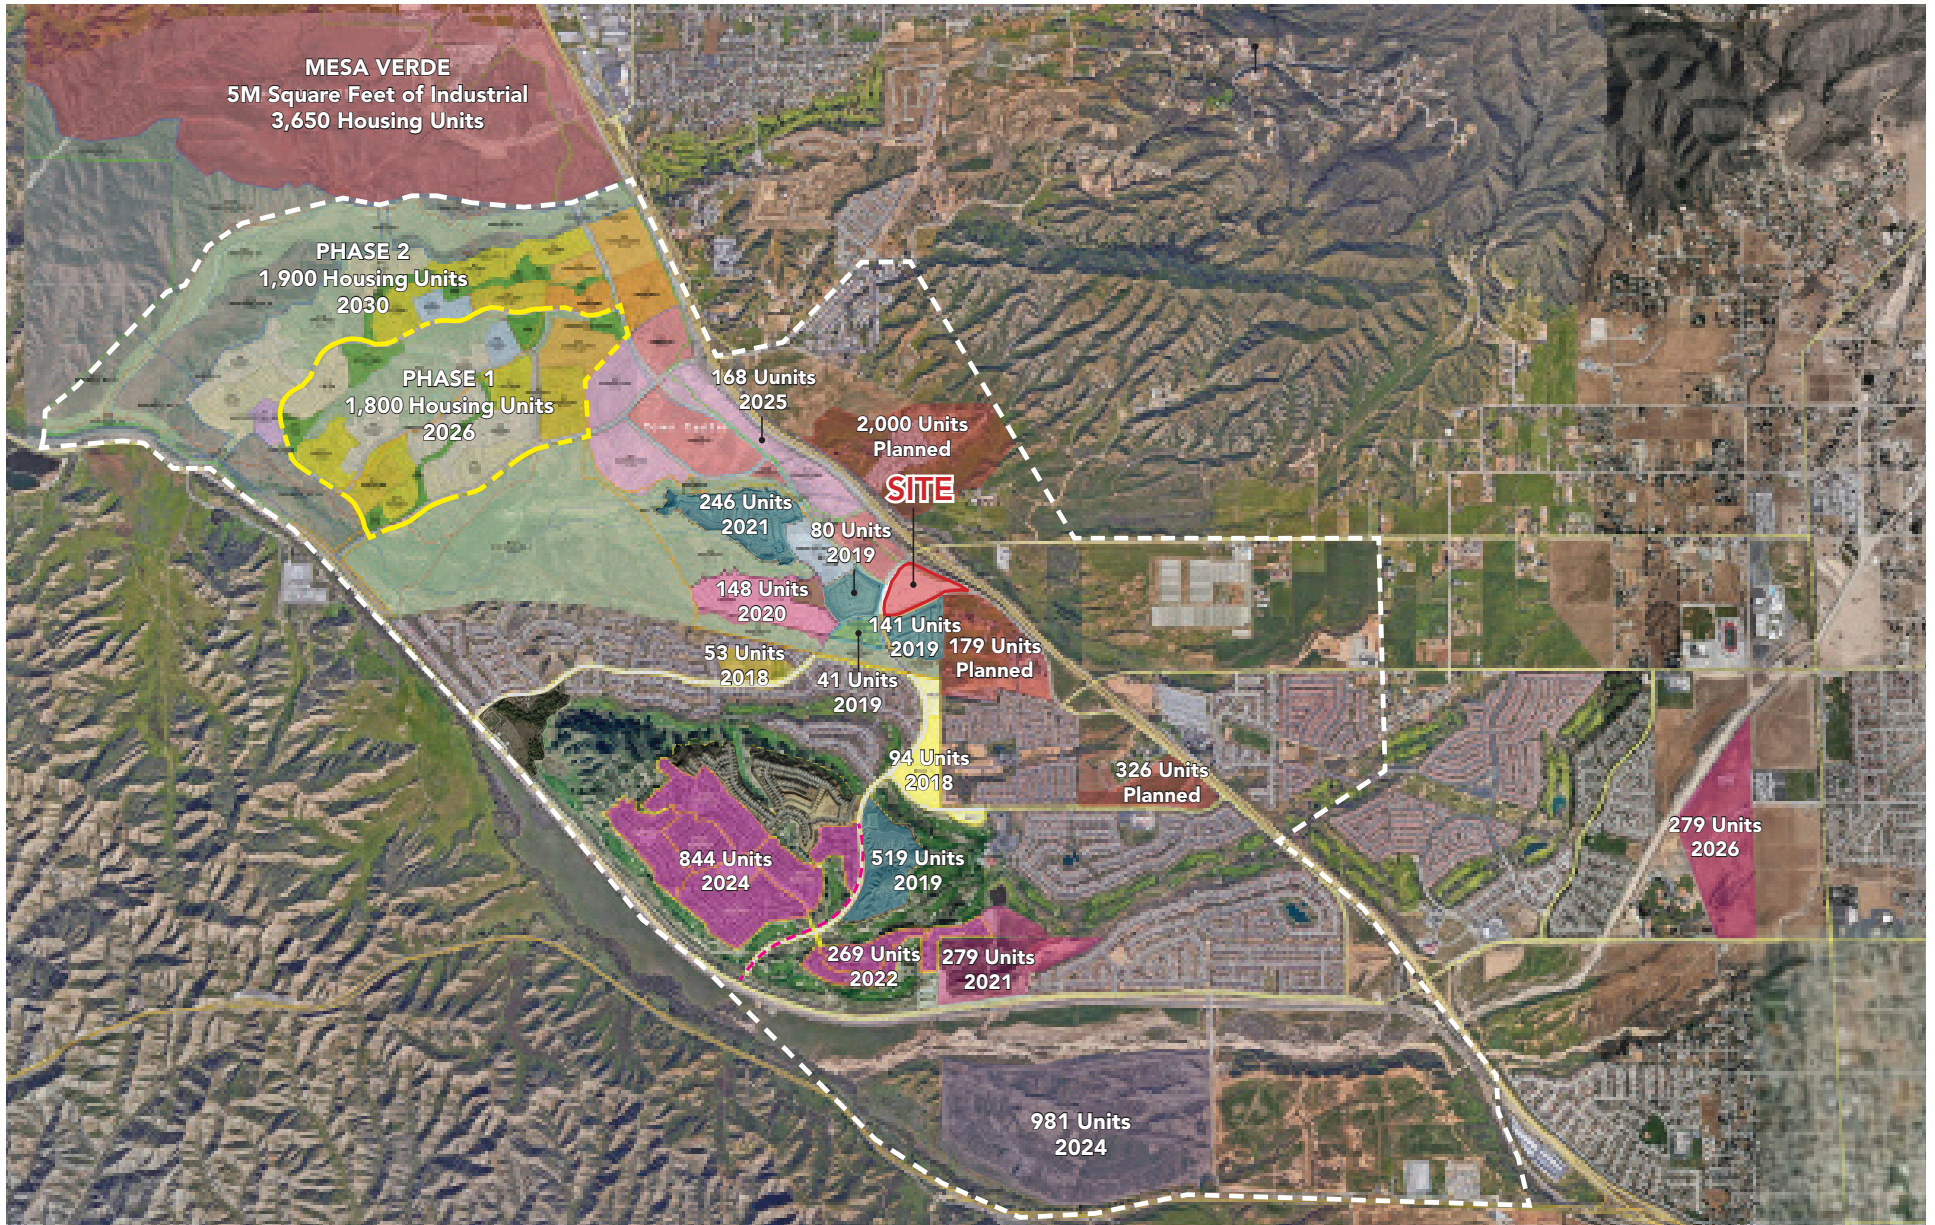 MESA VERDE
5M Square Feet of Industrial
3,650 Housing Units
PHASE 2
1,900 Housing Units
2030
PHASE 1
1,800 Housing Units
2026
168 Uunits
2025
2,000 Units
Planned
SITE
246 Units
2021
80 Units
2019
148 Units
2020
141 Units
2019
179 Units
Planned
53 Units
2018
41 Units
2019
94 Units
2018
326 Units
Planned
279 Units
2026
844 Units
2024
519 Units
2019
269 Units
2022
279 Units
2021
981 Units
2024